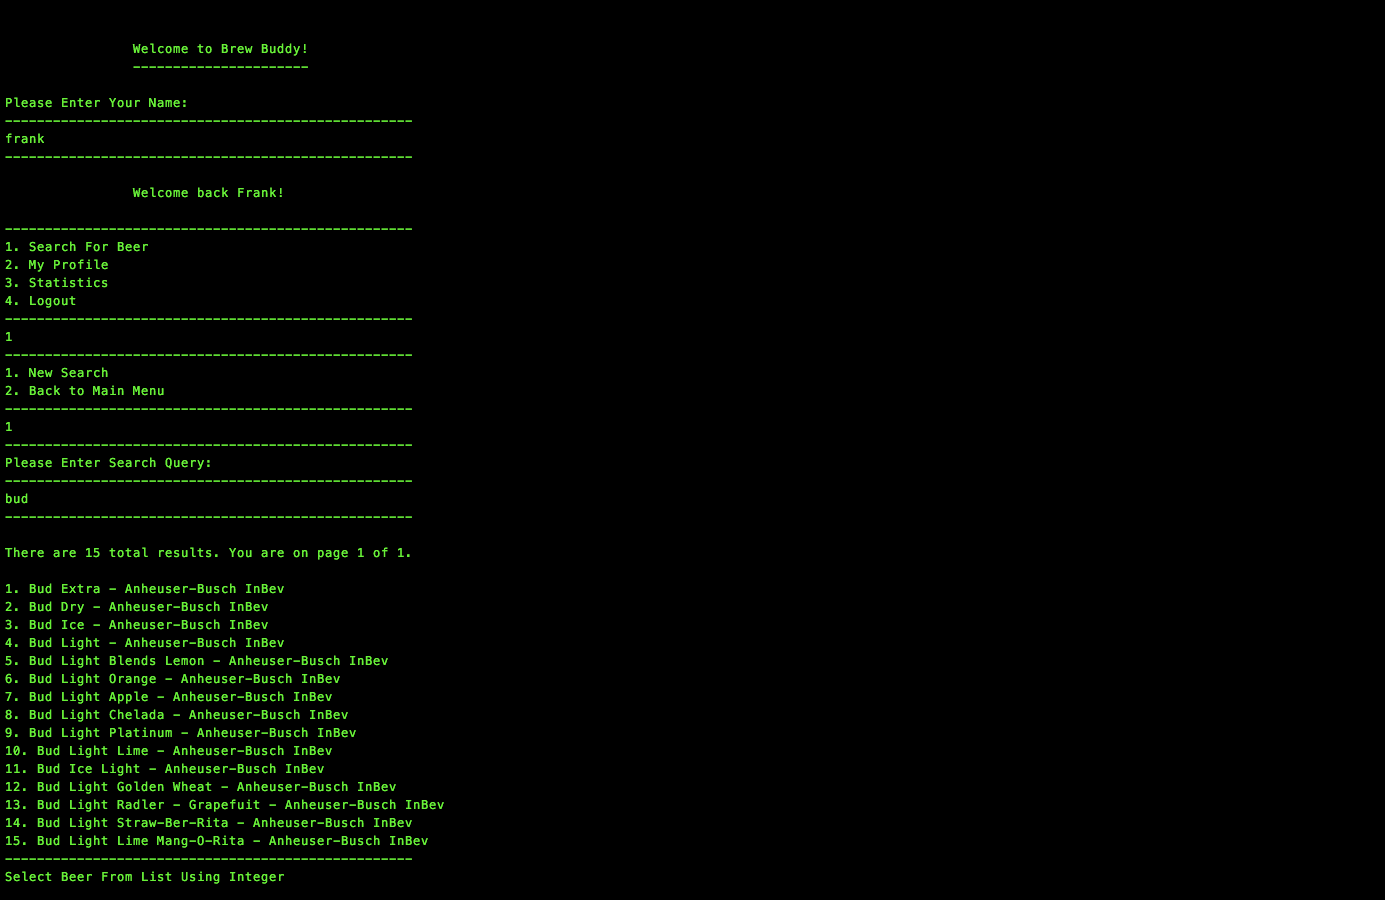 Welcome to Brew Buddy!
----------------------
Please Enter Your Name:
---------------------------------------------------
frank
---------------------------------------------------
Welcome back Frank!
---------------------------------------------------
1. Search For Beer
2. My Profile
3. Statistics
4. Logout
---------------------------------------------------
1
---------------------------------------------------
1. New Search
2. Back to Main Menu
---------------------------------------------------
1
---------------------------------------------------
Please Enter Search Query:
---------------------------------------------------
bud
---------------------------------------------------
There are 15 total results. You are on page 1 of 1.
1. Bud Extra - Anheuser-Busch InBev
2. Bud Dry - Anheuser-Busch InBev
3. Bud Ice - Anheuser-Busch InBev
4. Bud Light - Anheuser-Busch InBev
5. Bud Light Blends Lemon - Anheuser-Busch InBev
6. Bud Light Orange - Anheuser-Busch InBev
7. Bud Light Apple - Anheuser-Busch InBev
8. Bud Light Chelada - Anheuser-Busch InBev
9. Bud Light Platinum - Anheuser-Busch InBev
10. Bud Light Lime - Anheuser-Busch InBev
11. Bud Ice Light - Anheuser-Busch InBev
12. Bud Light Golden Wheat - Anheuser-Busch InBev
13. Bud Light Radler - Grapefuit - Anheuser-Busch InBev
14. Bud Light Straw-Ber-Rita - Anheuser-Busch InBev
15. Bud Light Lime Mang-O-Rita - Anheuser-Busch InBev
---------------------------------------------------
Select Beer From List Using Integer